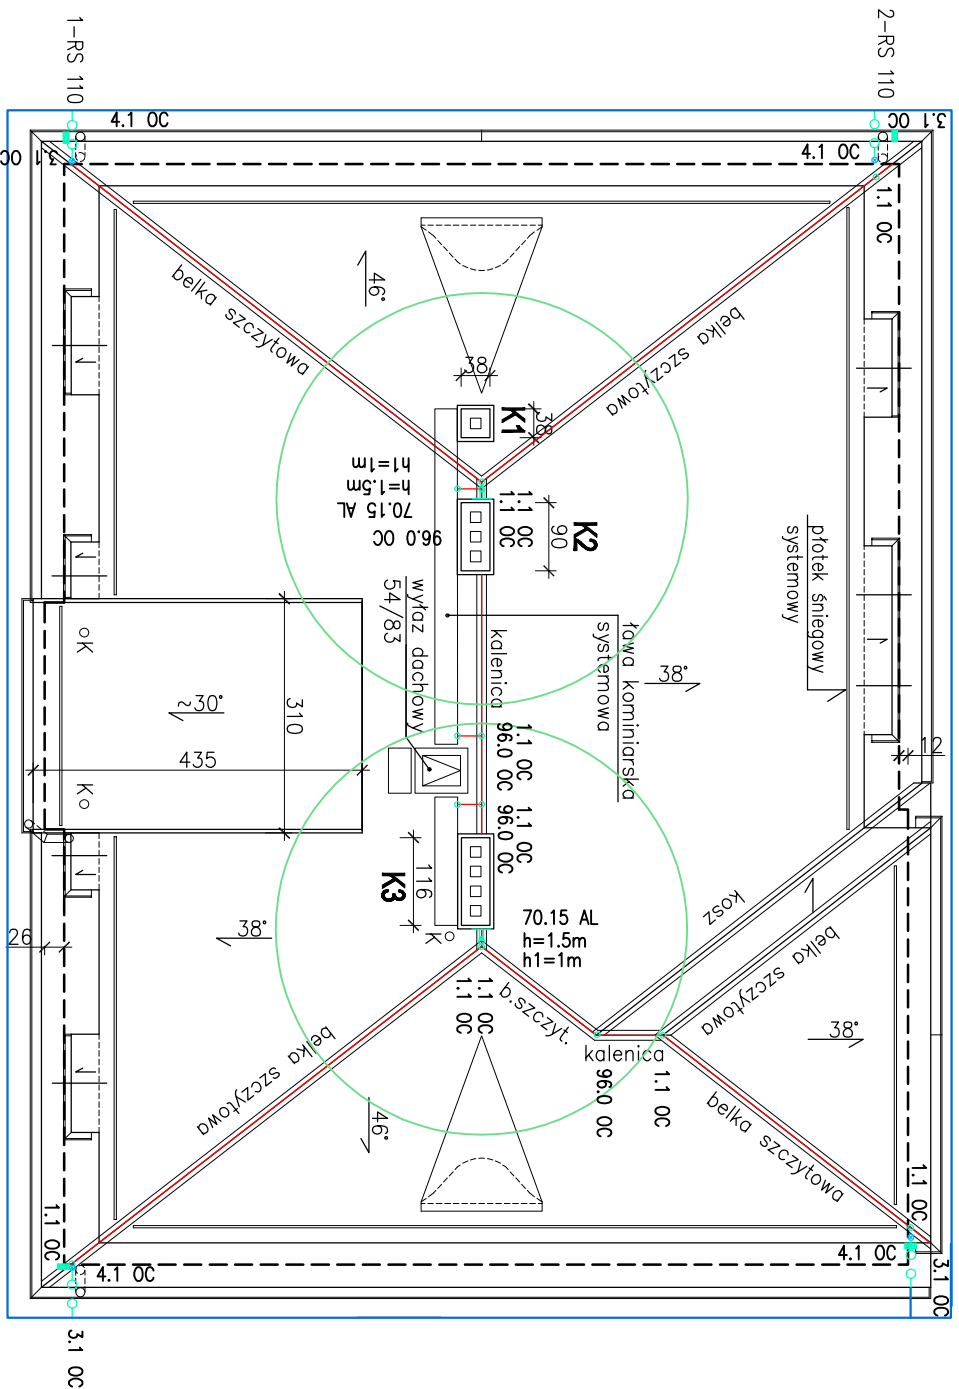 1-RS 110
2-RS 110
4.1 OC
3.1 OC
3.1 OC
4.1 OC
1.1 OC
belka szczytowa
46°
belka szczytowa
38
K1
38
h1=1m
h=1.5m
70.15 AL
96.0 OC
1.1 OC
1.1 OC
90
K2
płotek śniegowy
systemowy
wyłaz dachowy
54/83
kalenica
ława kominiarska
systemowa
38°
K
~30°
310
435
K
1.1 OC
96.0 OC
1.1 OC
96.0 OC
12
116
K3
K
70.15 AL
h=1.5m
h1=1m
kosz
38°
26
1.1 OC
1.1 OC
b.szczyt.
belka szczytowa
38°
kalenica
96.0 OC
1.1 OC
belka szczytowa
46°
belka szczytowa
1.1 OC
4.1 OC
1.1 OC
4.1 OC
3.1 OC
3.1 OC